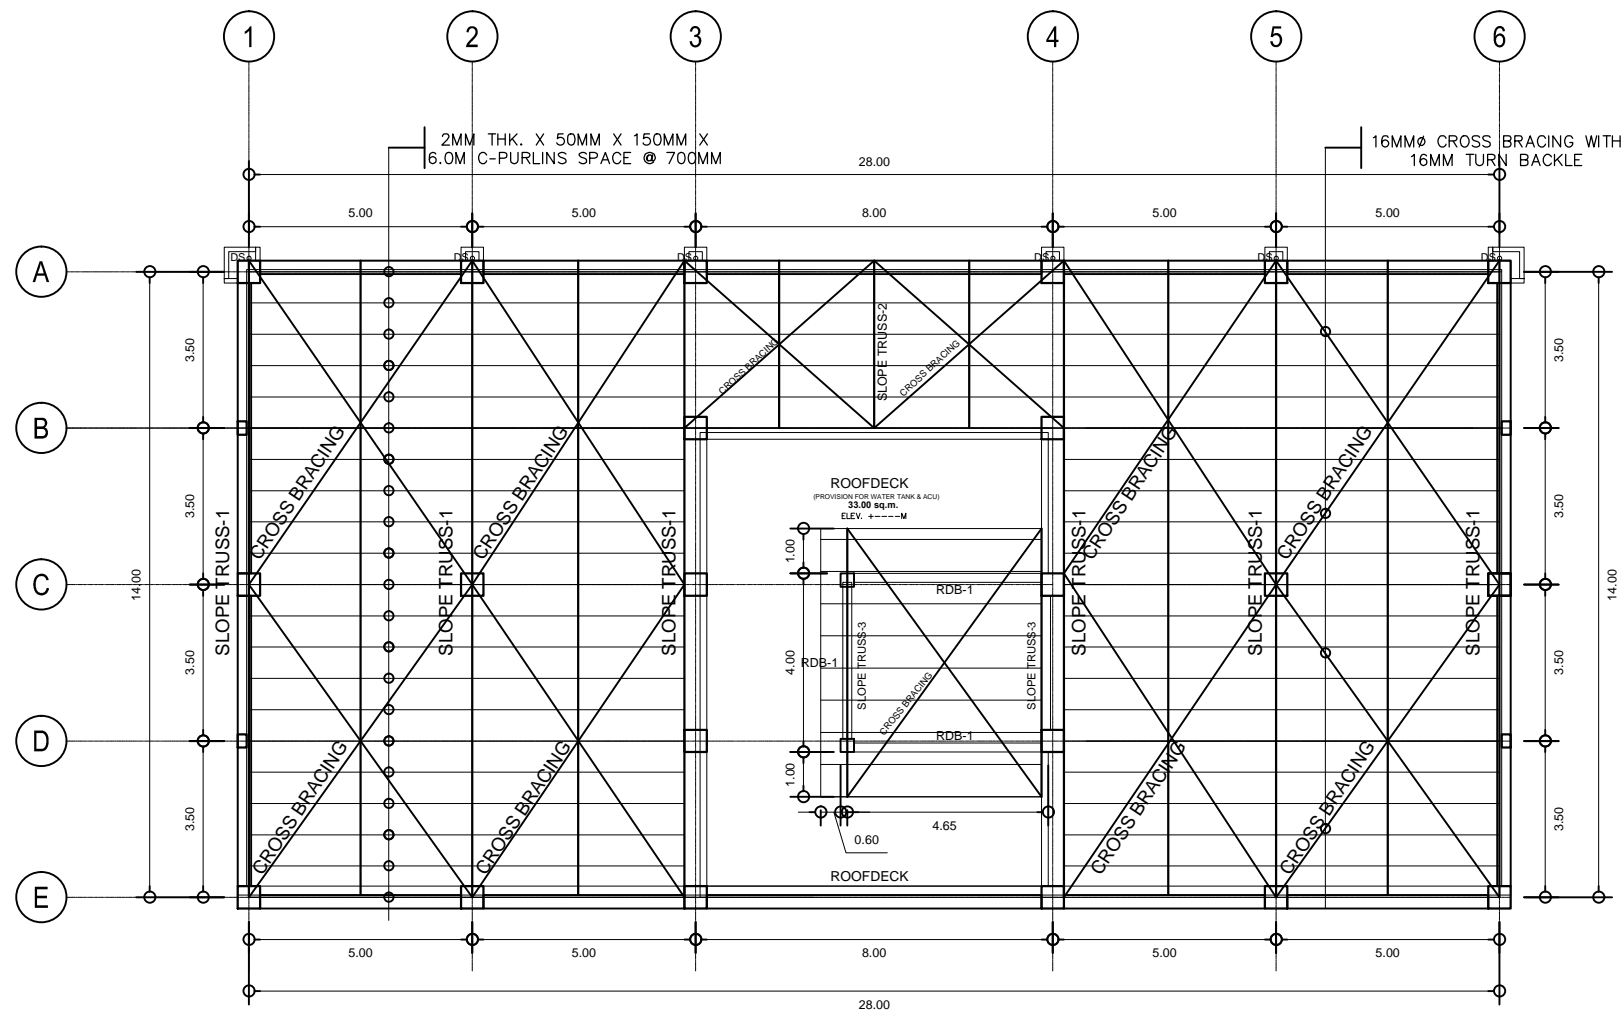 1 2 3 4 5 6
2MM THK. X 50MM X 150MM X
6.0M C-PURLINS SPACE @ 700MM
16MMØ CROSS BRACING WITH
16MM TURN BACKLE
28.00
5.00 5.00 8.00 5.00 5.00
DS DS DS DS DS DS
A
B
C
D
E
3.50
3.50
3.50
3.50
14.00
3.50
3.50
3.50
3.50
14.00
SLOPE TRUSS-2
CROSS BRACING
CROSS BRACING
CROSS BRACING
CROSS BRACING
CROSS BRACING
CROSS BRACING
SLOPE TRUSS-1
SLOPE TRUSS-1
SLOPE TRUSS-1
SLOPE TRUSS-1
SLOPE TRUSS-1
SLOPE TRUSS-1
ROOFDECK
(PROVISION FOR WATER TANK & ACU)
33.00 sq.m.
ELEV. +----M
1.00
4.00
1.00
RDB-1
RDB-1
RDB-1
SLOPE TRUSS-3
SLOPE TRUSS-3
CROSS BRACING
0.60
4.65
ROOFDECK
CROSS BRACING
CROSS BRACING
CROSS BRACING
CROSS BRACING
5.00 5.00 8.00 5.00 5.00
28.00